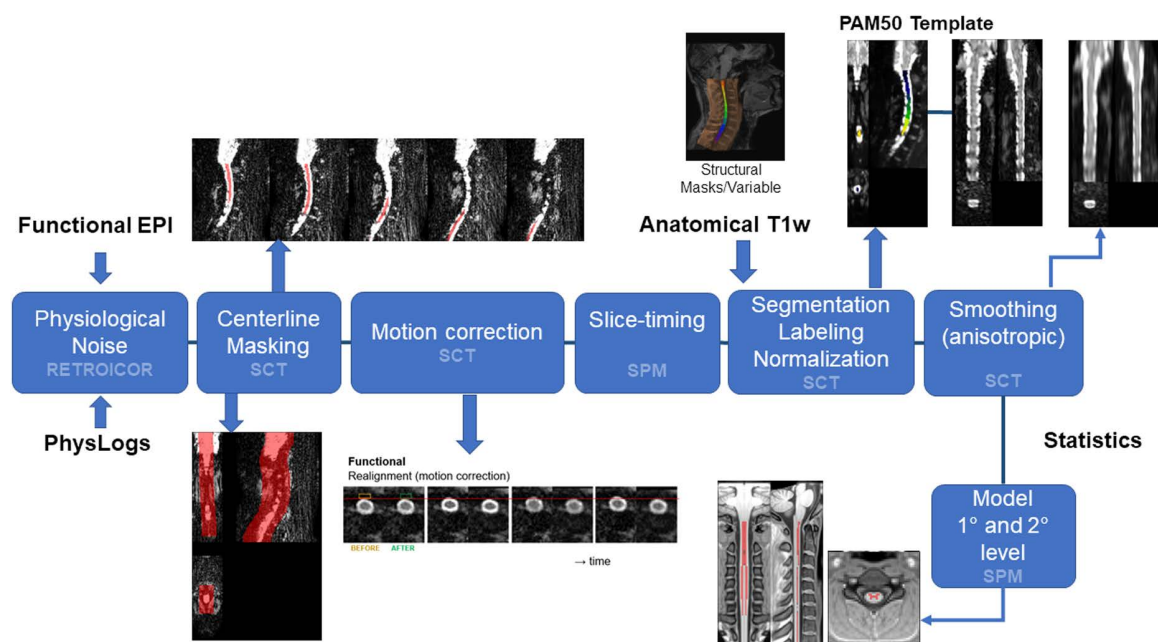 PAM50 Template
Structural
Masks/Variable
Functional EPI
Anatomical T1w
Physiological
Noise
RETROICOR
Centerline
Masking
SCT
Motion correction
SCT
Slice-timing
SPM
Segmentation
Labeling
Normalization
SCT
Smoothing
(anisotropic)
SCT
PhysLogs
Statistics
Functional
Realignment (motion correction)
BEFORE AFTER
→ time
Model
1° and 2°
level
SPM